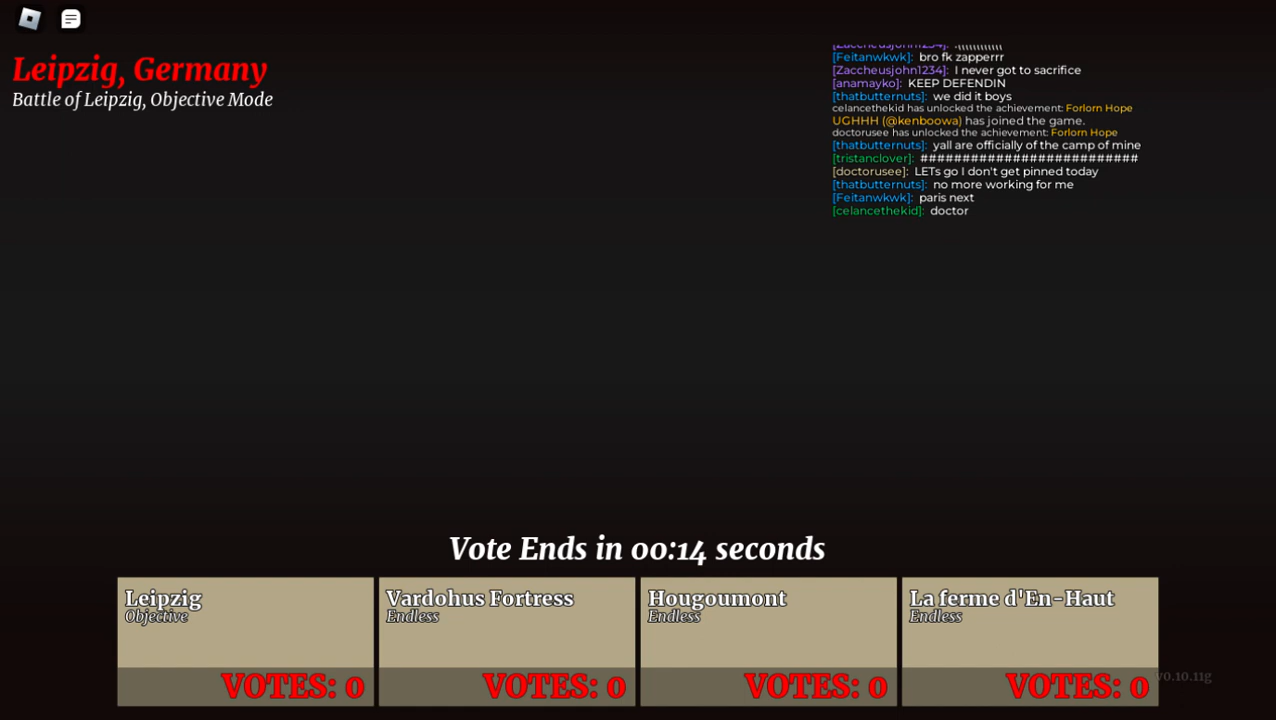 Leipzig, Germany
Battle of Leipzig, Objective Mode
[Zaccheusjohn1234]:
[Feitanwkwk]: bro fk zapperrr
[Zaccheusjohn1234]: I never got to sacrifice
[anamayko]: KEEP DEFENDIN
[thatbutternuts]: we did it boys
celancethekid has unlocked the achievement: Forlorn Hope
UGHHH (@kenboowa) has joined the game.
doctorusee has unlocked the achievement: Forlorn Hope
[thatbutternuts]: yall are officially of the camp of mine
[tristanclover]: ##########################
[doctorusee]: LETs go I don't get pinned today
[thatbutternuts]: no more working for me
[Feitanwkwk]: paris next
[celancethekid]: doctor
Vote Ends in 00:14 seconds
Leipzig
Objective
VOTES: 0
Vardohus Fortress
Endless
VOTES: 0
Hougoumont
Endless
VOTES: 0
La ferme d'En-Haut
Endless
VOTES: 0
v0.10.11g